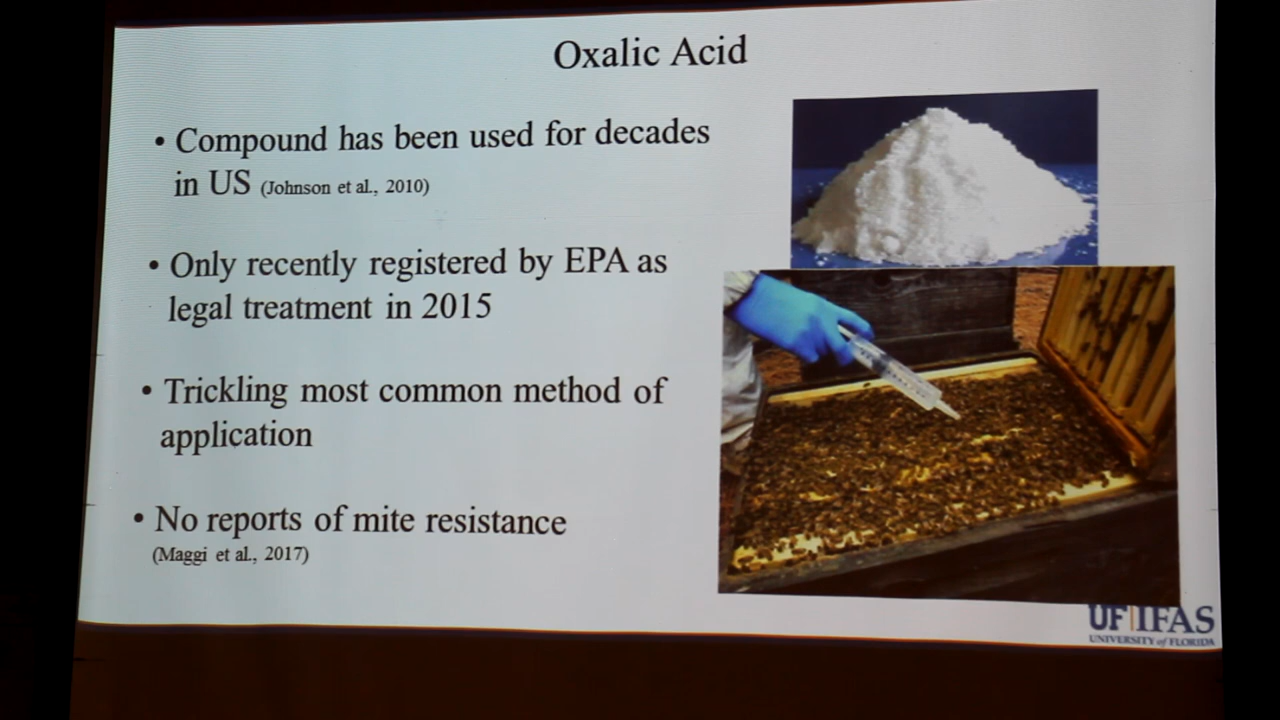 Oxalic Acid
• Compound has been used for decades
in US (Johnson et al., 2010)
• Only recently registered by EPA as
legal treatment in 2015
• Trickling most common method of
application
• No reports of mite resistance
(Maggi et al., 2017)
UF|IFAS
UNIVERSITY of FLORIDA